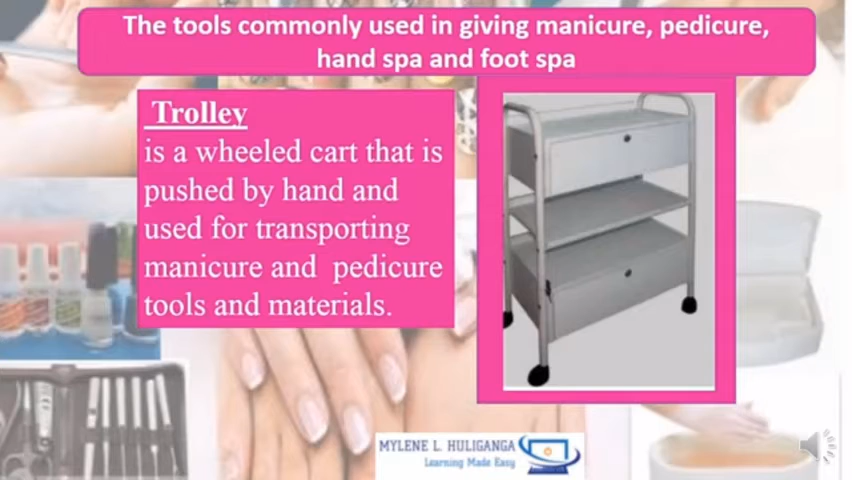 The tools commonly used in giving manicure, pedicure,
hand spa and foot spa
Trolley
is a wheeled cart that is
pushed by hand and
used for transporting
manicure and pedicure
tools and materials.
MYLENE L. HULIGANGA
Learning Made Easy